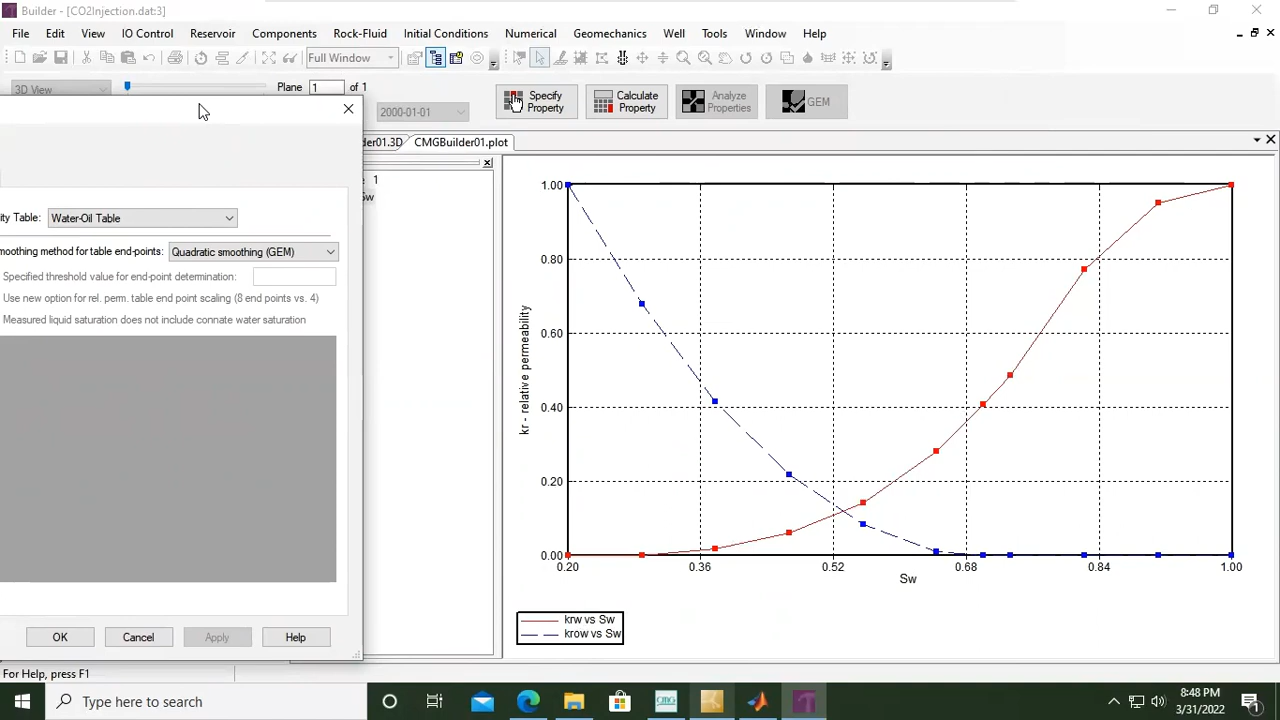 Builder - [CO2Injection.dat:3]
File Edit View IO Control Reservoir Components Rock-Fluid Initial Conditions Numerical Geomechanics Well Tools Window Help
Full Window
3D View
Plane 1 of 1
2000-01-01
Specify Property
Calculate Property
Analyze Properties
GEM
der01.3D CMGBuilder01.plot
1
Sw
ity Table: Water-Oil Table
moothing method for table end-points: Quadratic smoothing (GEM)
Specified threshold value for end-point determination:
Use new option for rel. perm. table end point scaling (8 end points vs. 4)
Measured liquid saturation does not include connate water saturation
OK Cancel Apply Help
1.00
0.80
0.60
0.40
0.20
0.00
kr - relative permeability
0.20 0.36 0.52 0.68 0.84 1.00
Sw
krw vs Sw
krow vs Sw
For Help, press F1
Type here to search
CMG
8:48 PM
3/31/2022
1